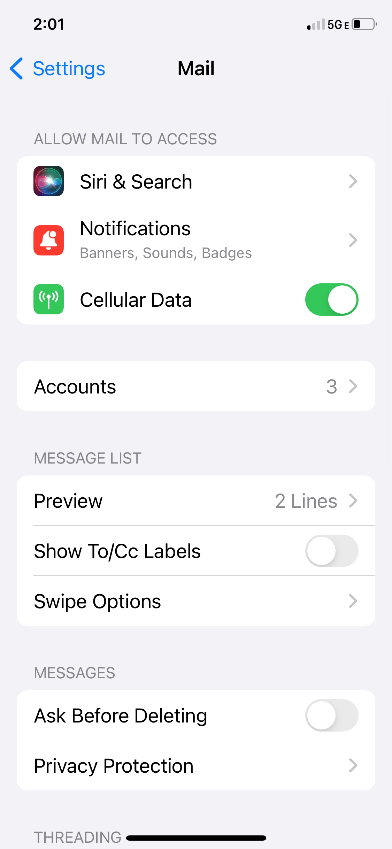 2:01
5GE
Settings
Mail
ALLOW MAIL TO ACCESS
Siri & Search
Notifications
Banners, Sounds, Badges
Cellular Data
Accounts 3
MESSAGE LIST
Preview 2 Lines
Show To/Cc Labels
Swipe Options
MESSAGES
Ask Before Deleting
Privacy Protection
THREADING